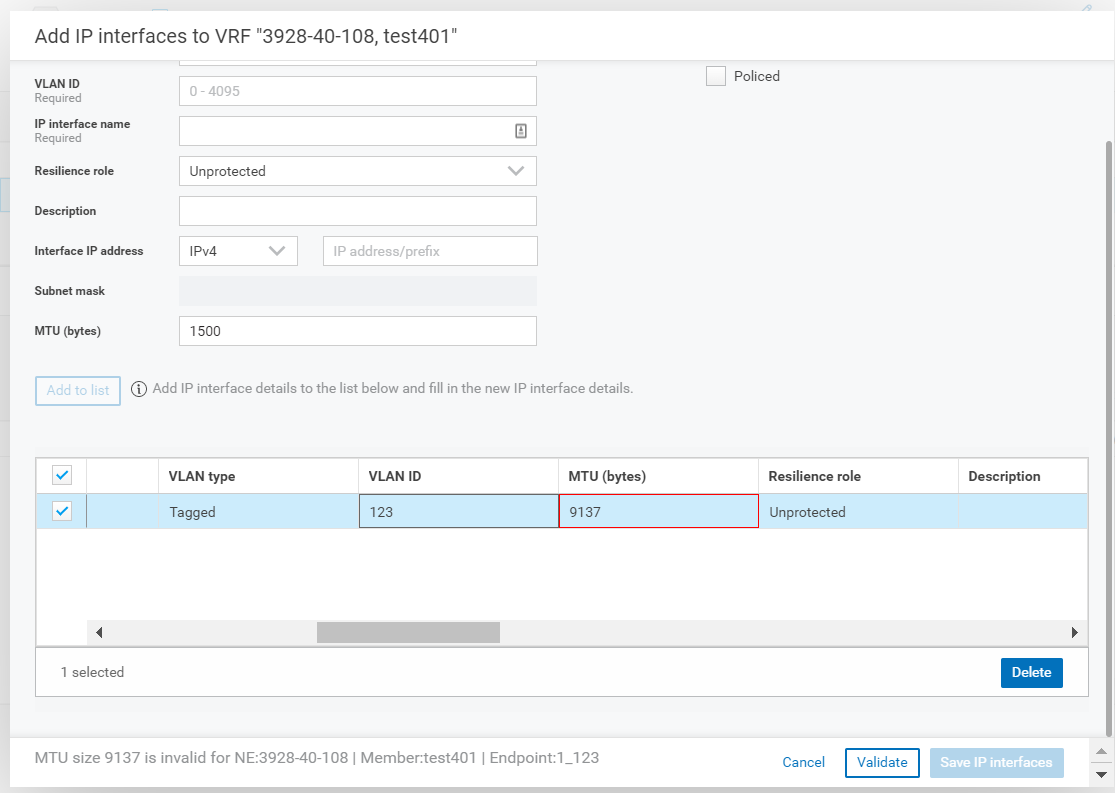 Add IP interfaces to VRF "3928-40-108, test401"
VLAN ID
Required
0 - 4095
Policed
IP interface name
Required
Resilience role
Unprotected
Description
Interface IP address
IPv4
IP address/prefix
Subnet mask
MTU (bytes)
1500
Add to list
Add IP interface details to the list below and fill in the new IP interface details.
VLAN type VLAN ID MTU (bytes) Resilience role Description
Tagged 123 9137 Unprotected
1 selected
Delete
MTU size 9137 is invalid for NE:3928-40-108 | Member:test401 | Endpoint:1_123
Cancel Validate Save IP interfaces